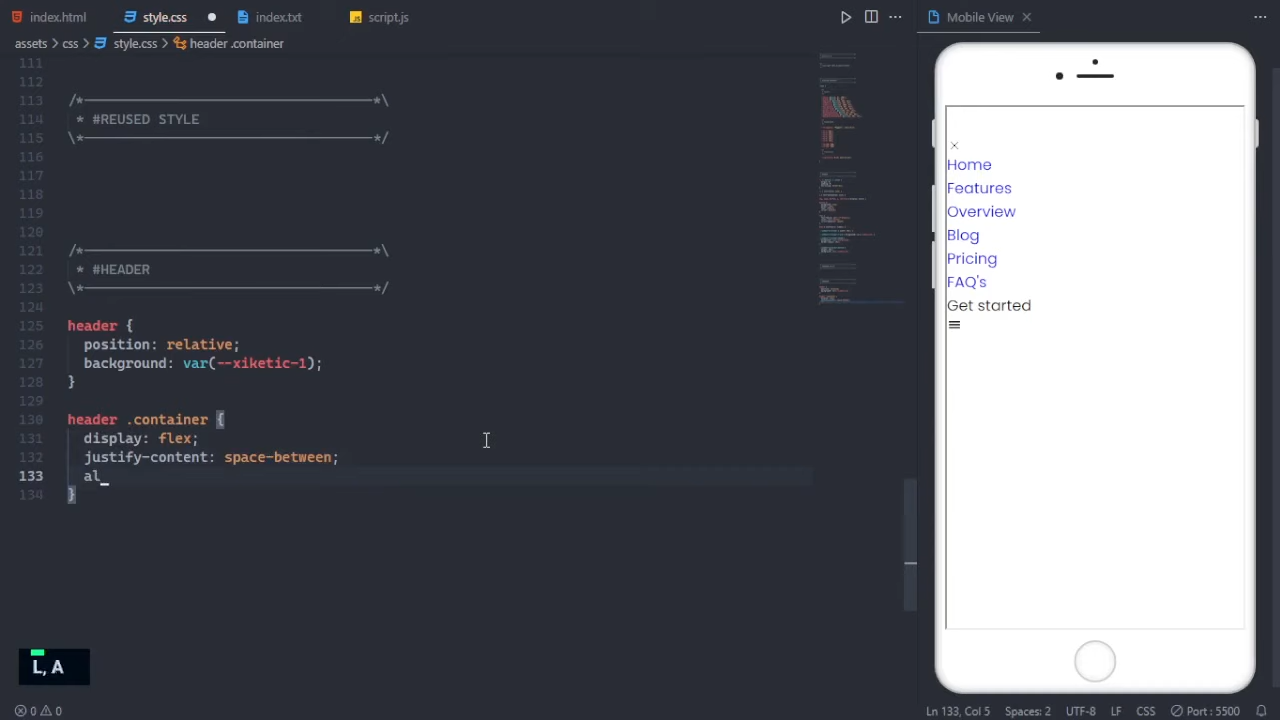 index.html style.css index.txt script.js Mobile View
assets > css > style.css > header .container
111
112
113 /*————————————————————————————————————*\
114 * #REUSED STYLE
115 \*————————————————————————————————————*/
116
117
118
119
120
121 /*————————————————————————————————————*\
122 * #HEADER
123 \*————————————————————————————————————*/
124
125 header {
126 position: relative;
127 background: var(--xiketic-1);
128 }
129
130 header .container {
131 display: flex;
132 justify-content: space-between;
133 al
134 }
Home
Features
Overview
Blog
Pricing
FAQ's
Get started
L, A
0 0 Ln 133, Col 5 Spaces: 2 UTF-8 LF CSS Port : 5500